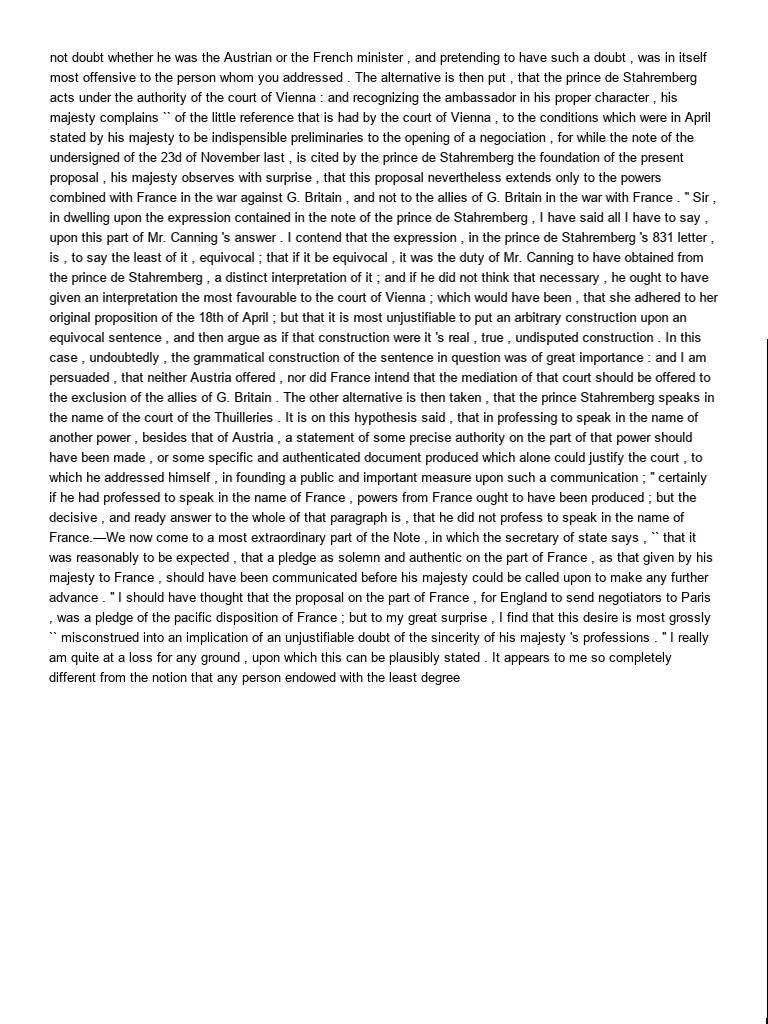 not doubt whether he was the Austrian or the French minister , and pretending to have such a doubt , was in itself
most offensive to the person whom you addressed . The alternative is then put , that the prince de Stahremberg
acts under the authority of the court of Vienna : and recognizing the ambassador in his proper character , his
majesty complains `` of the little reference that is had by the court of Vienna , to the conditions which were in April
stated by his majesty to be indispensible preliminaries to the opening of a negociation , for while the note of the
undersigned of the 23d of November last , is cited by the prince de Stahremberg the foundation of the present
proposal , his majesty observes with surprise , that this proposal nevertheless extends only to the powers
combined with France in the war against G. Britain , and not to the allies of G. Britain in the war with France . " Sir ,
in dwelling upon the expression contained in the note of the prince de Stahremberg , I have said all I have to say ,
upon this part of Mr. Canning 's answer . I contend that the expression , in the prince de Stahremberg 's 831 letter ,
is , to say the least of it , equivocal ; that if it be equivocal , it was the duty of Mr. Canning to have obtained from
the prince de Stahremberg , a distinct interpretation of it ; and if he did not think that necessary , he ought to have
given an interpretation the most favourable to the court of Vienna ; which would have been , that she adhered to her
original proposition of the 18th of April ; but that it is most unjustifiable to put an arbitrary construction upon an
equivocal sentence , and then argue as if that construction were it 's real , true , undisputed construction . In this
case , undoubtedly , the grammatical construction of the sentence in question was of great importance : and I am
persuaded , that neither Austria offered , nor did France intend that the mediation of that court should be offered to
the exclusion of the allies of G. Britain . The other alternative is then taken , that the prince Stahremberg speaks in
the name of the court of the Thuilleries . It is on this hypothesis said , that in professing to speak in the name of
another power , besides that of Austria , a statement of some precise authority on the part of that power should
have been made , or some specific and authenticated document produced which alone could justify the court , to
which he addressed himself , in founding a public and important measure upon such a communication ; " certainly
if he had professed to speak in the name of France , powers from France ought to have been produced ; but the
decisive , and ready answer to the whole of that paragraph is , that he did not profess to speak in the name of
France.—We now come to a most extraordinary part of the Note , in which the secretary of state says , `` that it
was reasonably to be expected , that a pledge as solemn and authentic on the part of France , as that given by his
majesty to France , should have been communicated before his majesty could be called upon to make any further
advance . " I should have thought that the proposal on the part of France , for England to send negotiators to Paris
, was a pledge of the pacific disposition of France ; but to my great surprise , I find that this desire is most grossly
`` misconstrued into an implication of an unjustifiable doubt of the sincerity of his majesty 's professions . " I really
am quite at a loss for any ground , upon which this can be plausibly stated . It appears to me so completely
different from the notion that any person endowed with the least degree